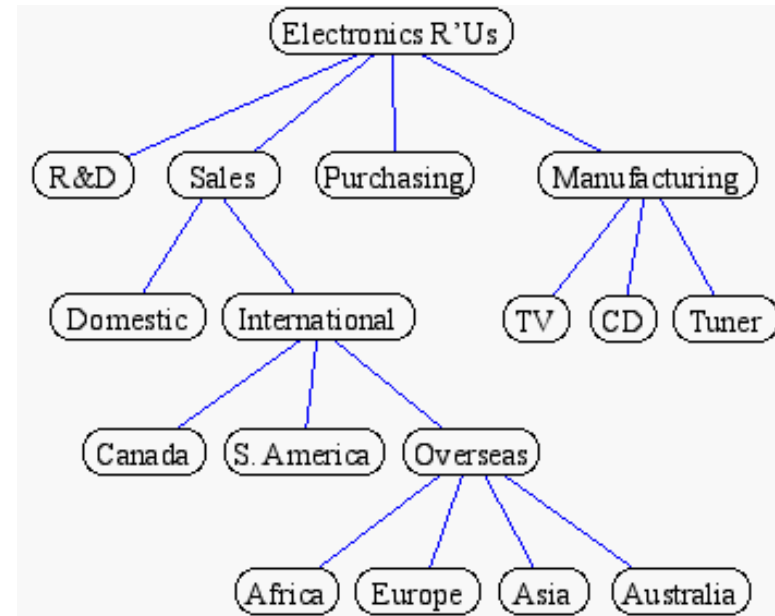 Electronics R'Us
R&D Sales Purchasing Manufacturing
Domestic International TV CD Tuner
Canada S. America Overseas
Africa Europe Asia Australia